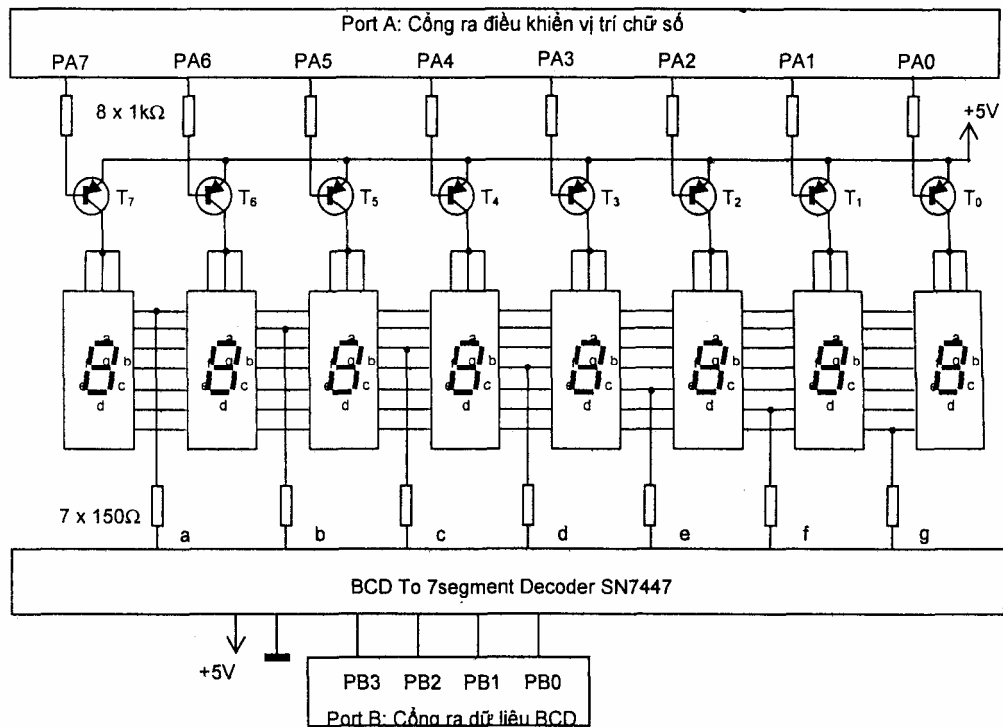 Port A: Cổng ra điều khiển vị trí chữ số
PA7 PA6 PA5 PA4 PA3 PA2 PA1 PA0
8 x 1kΩ
+5V
T7 T6 T5 T4 T3 T2 T1 T0
a a a a a a a a
g b g b g b g b g b g b g b g b
e c e c e c e c e c e c e c e c
d d d d d d d d
7 x 150Ω
a b c d e f g
BCD To 7segment Decoder SN7447
+5V
PB3 PB2 PB1 PB0
Port B: Cổng ra dữ liệu BCD